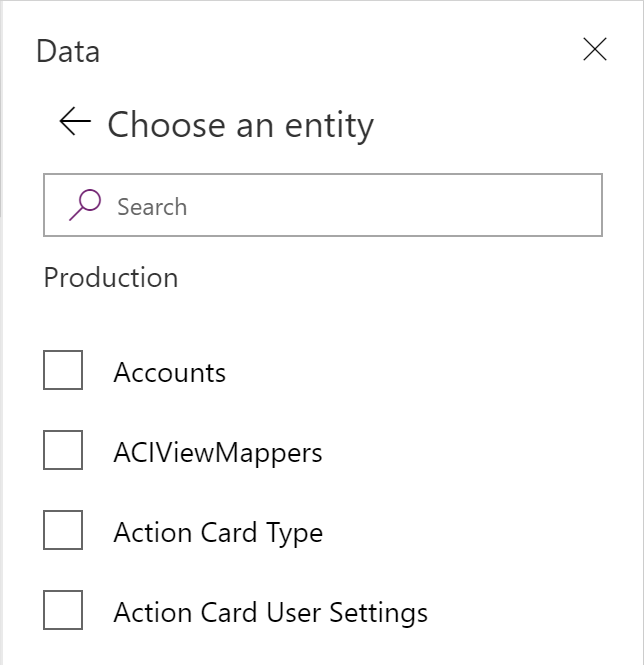 Data
Choose an entity
Search
Production
Accounts
ACIViewMappers
Action Card Type
Action Card User Settings